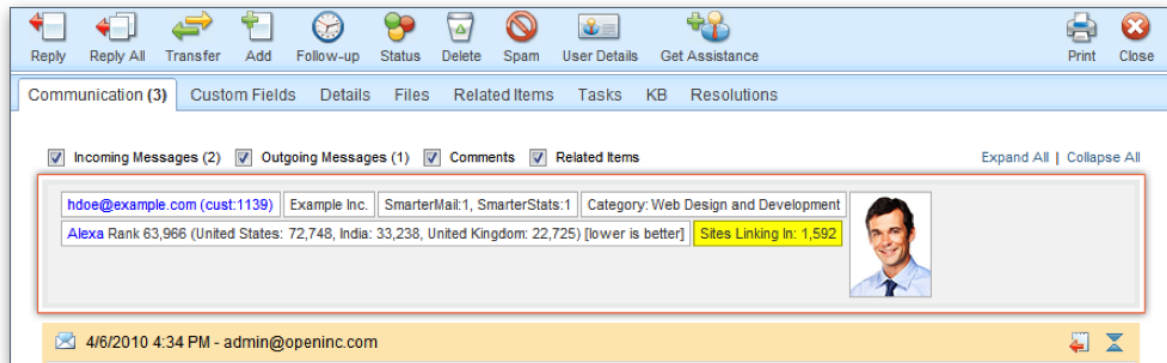 Reply Reply All Transfer Add Follow-up Status Delete Spam User Details Get Assistance Print Close
Communication (3) Custom Fields Details Files Related Items Tasks KB Resolutions
Incoming Messages (2) Outgoing Messages (1) Comments Related Items Expand All | Collapse All
hdoe@example.com (cust:1139) Example Inc. SmarterMail:1, SmarterStats:1 Category: Web Design and Development
Alexa Rank 63,966 (United States: 72,748, India: 33,238, United Kingdom: 22,725) [lower is better] Sites Linking In: 1,592
4/6/2010 4:34 PM - admin@openinc.com